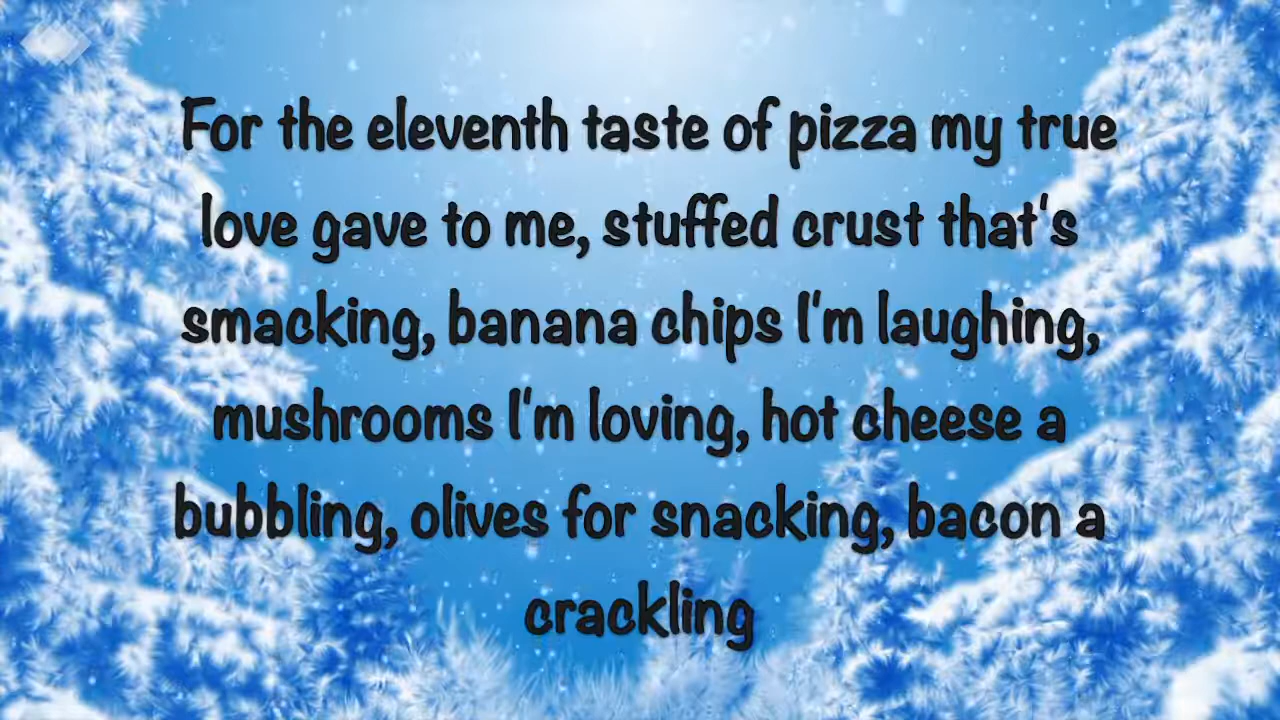 For the eleventh taste of pizza my true
love gave to me, stuffed crust that's
smacking, banana chips I'm laughing,
mushrooms I'm loving, hot cheese a
bubbling, olives for snacking, bacon a
crackling